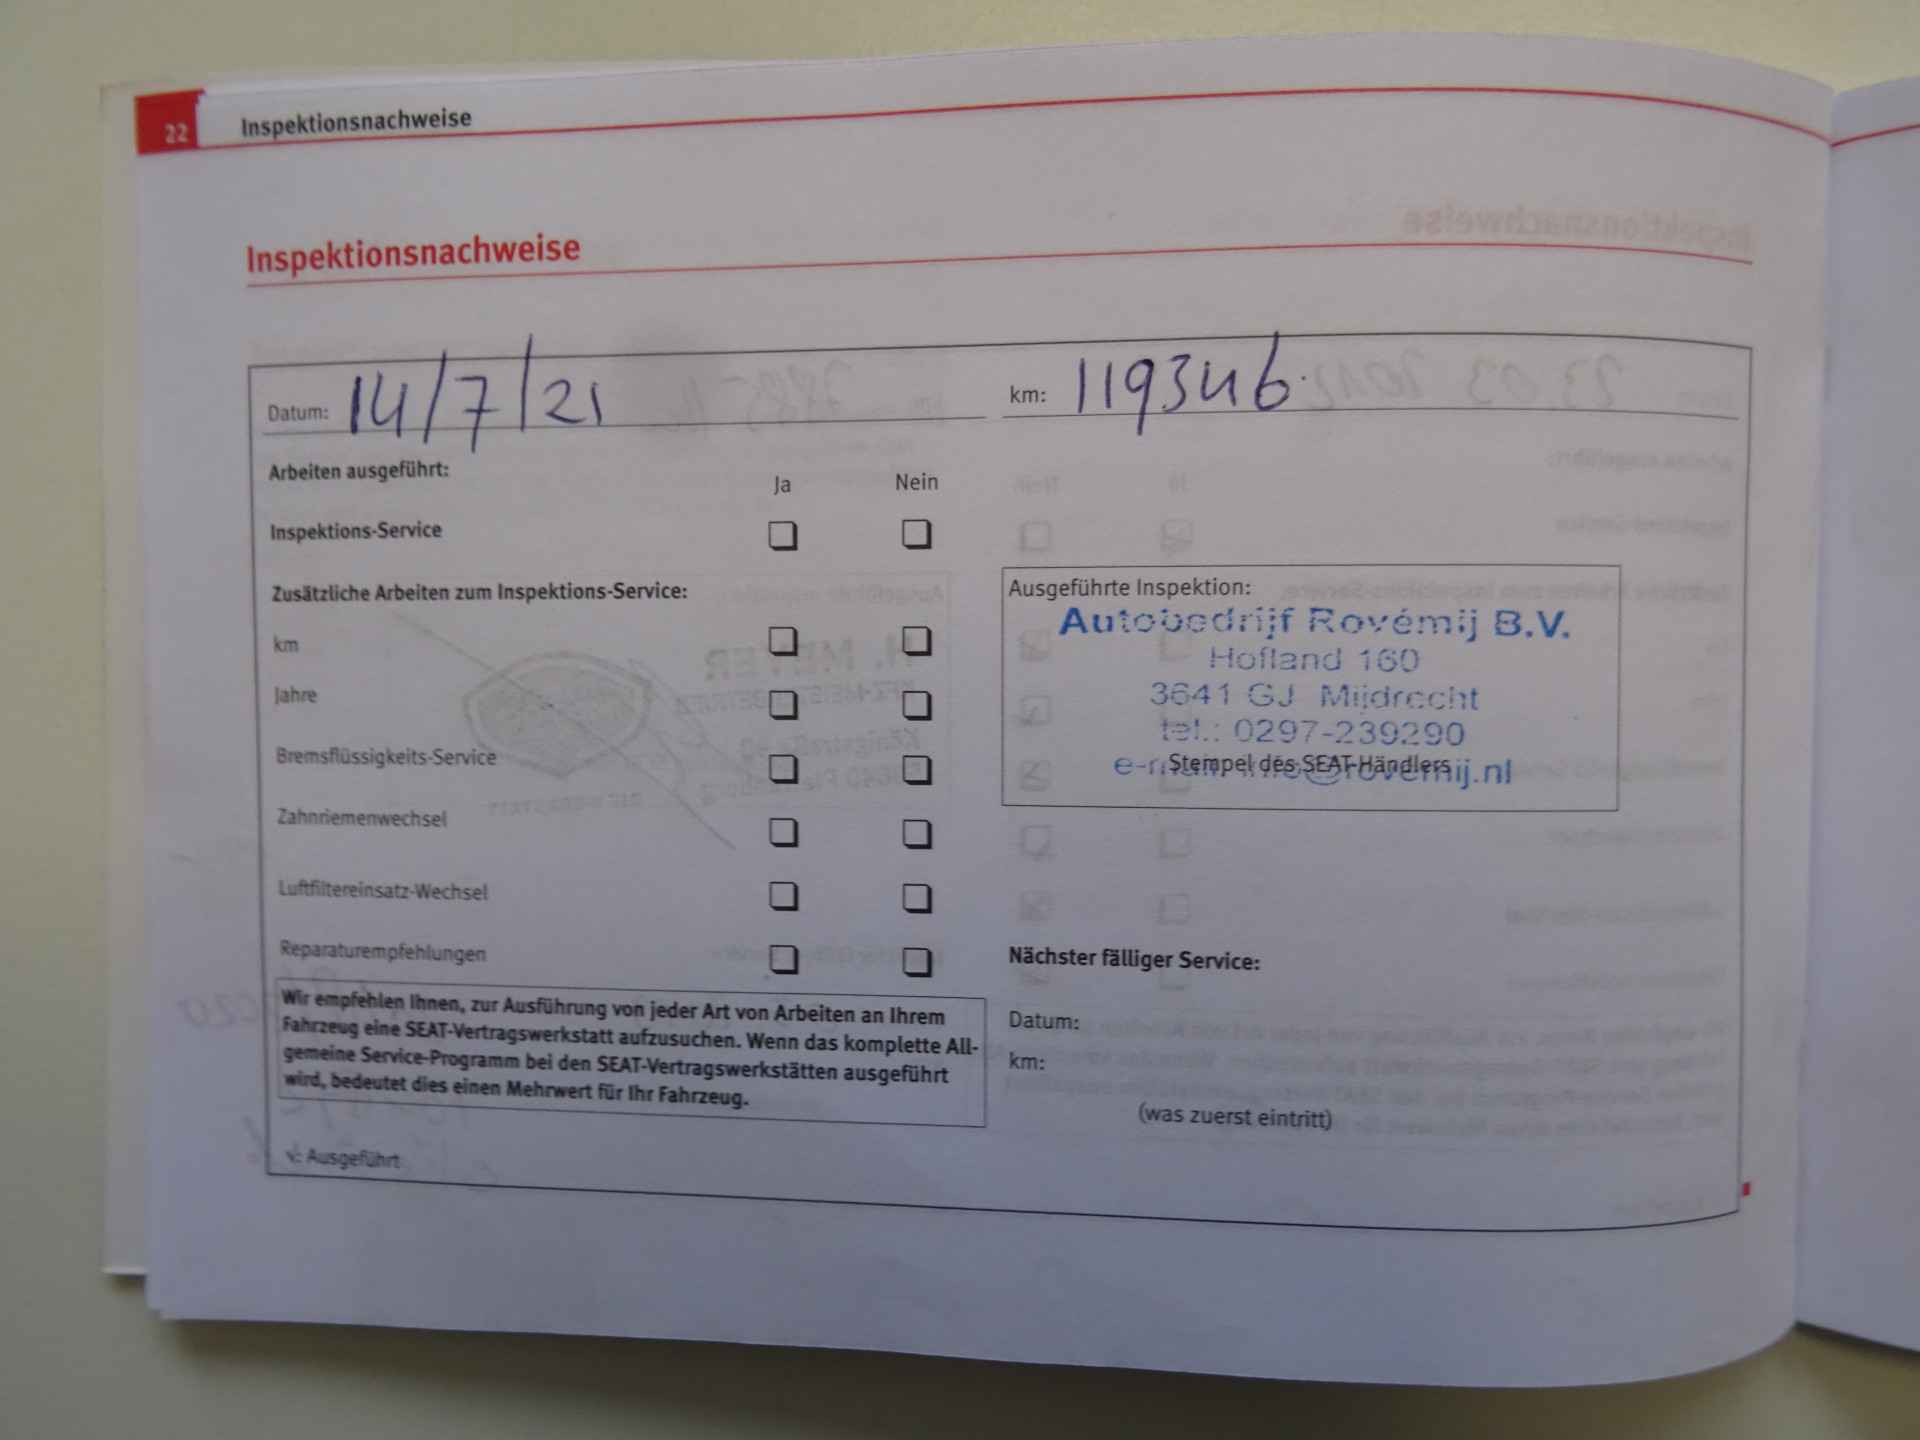 22 Inspektionsnachweise
Inspektionsnachweise
Datum: 14/7/21 km: 119346
Arbeiten ausgeführt: Ja Nein
Inspektions-Service
Zusätzliche Arbeiten zum Inspektions-Service:
km
Jahre
Bremsflüssigkeits-Service
Zahnriemenwechsel
Luftfiltereinsatz-Wechsel
Reparaturempfehlungen
Wir empfehlen Ihnen, zur Ausführung von jeder Art von Arbeiten an Ihrem
Fahrzeug eine SEAT-Vertragswerkstatt aufzusuchen. Wenn das komplette All-
gemeine Service-Programm bei den SEAT-Vertragswerkstätten ausgeführt
wird, bedeutet dies einen Mehrwert für Ihr Fahrzeug.
√: Ausgeführt
Ausgeführte Inspektion:
Autobedrijf Rovémij B.V.
Hofland 160
3641 GJ Mijdrecht
tel.: 0297-239290
e-mail: info@rovemij.nl
Stempel des SEAT-Händlers
Nächster fälliger Service:
Datum:
km:
(was zuerst eintritt)